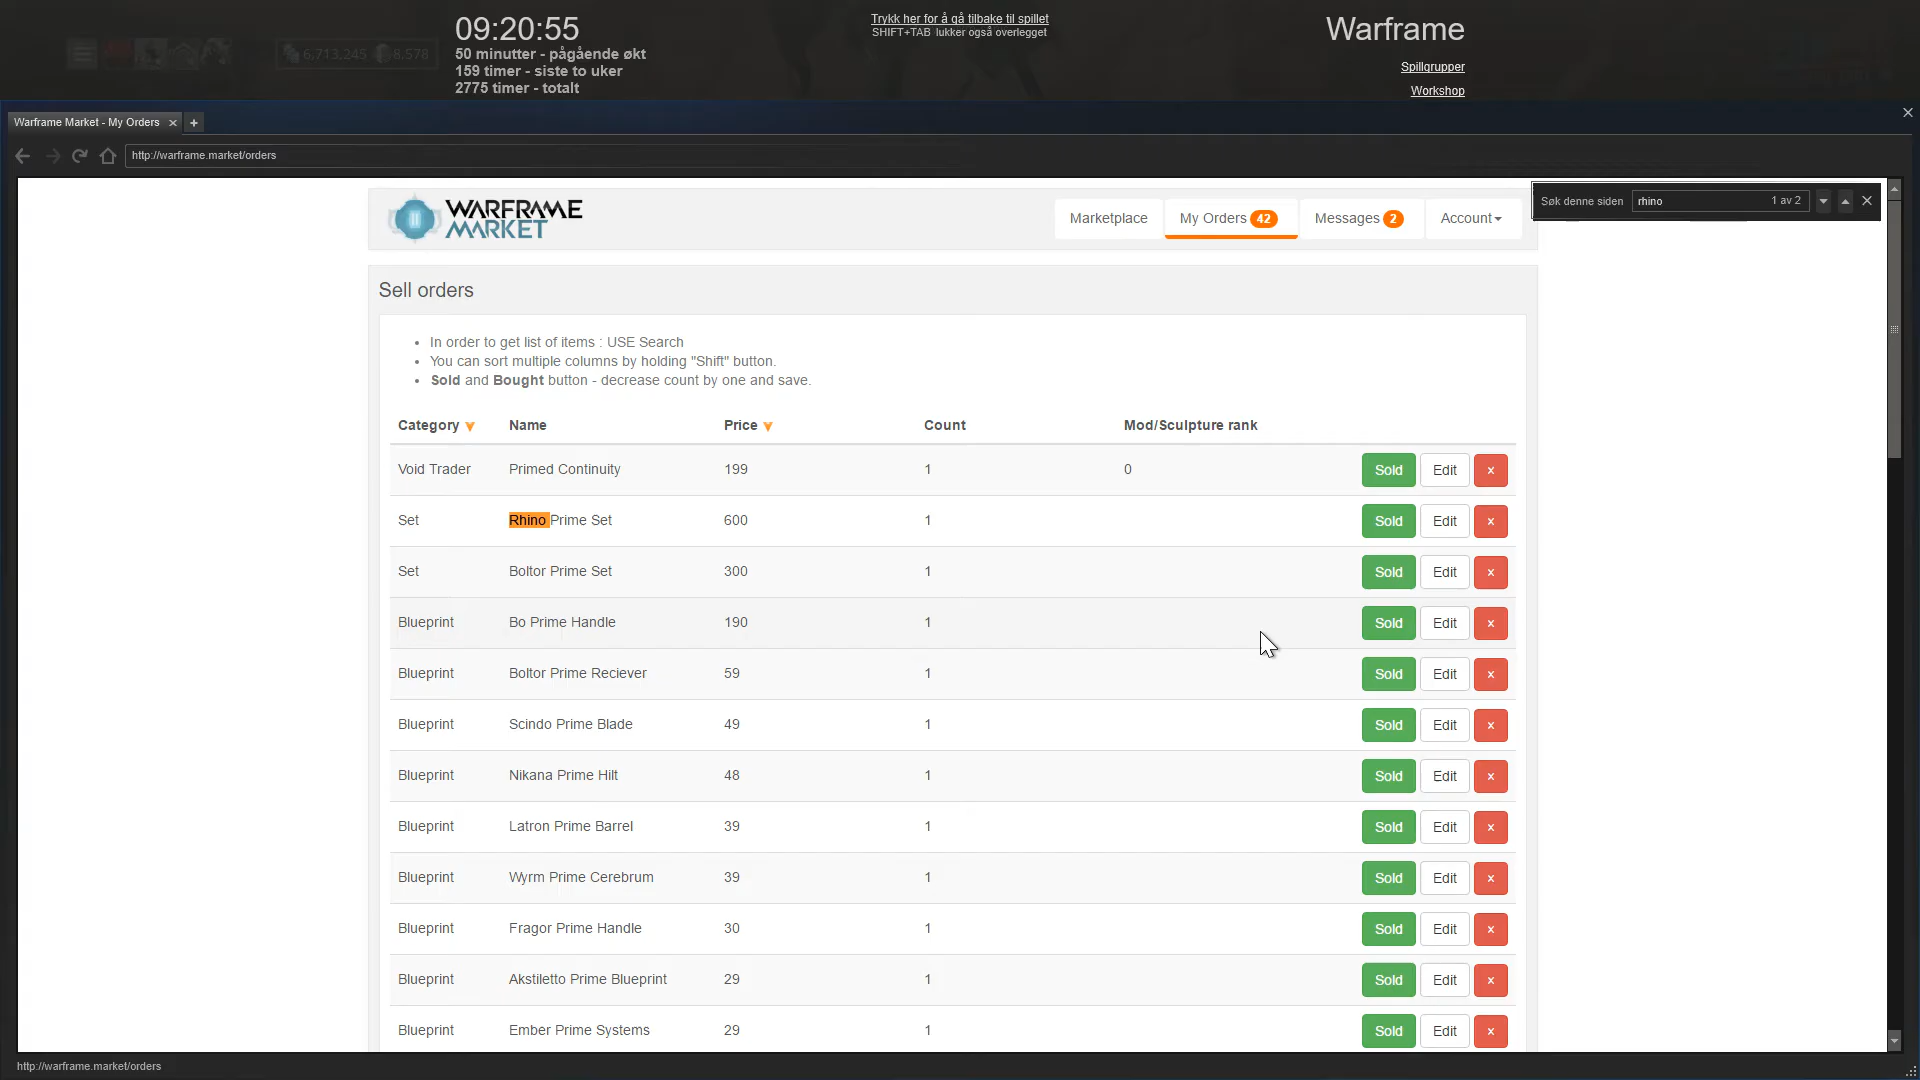 09:20:55
50 minutter - pågående økt
159 timer - siste to uker
2775 timer - totalt
6,713,245 8,578
Trykk her for å gå tilbake til spillet
SHIFT+TAB lukker også overlegget
Warframe
Spillgrupper
Workshop
Warframe Market - My Orders × +
http://warframe.market/orders
Søk denne siden rhino 1 av 2
WARFRAME
MARKET
Marketplace My Orders 42 Messages 2 Account
Sell orders
• In order to get list of items : USE Search
• You can sort multiple columns by holding "Shift" button.
• Sold and Bought button - decrease count by one and save.
Category Name Price Count Mod/Sculpture rank
Void Trader Primed Continuity 199 1 0 Sold Edit x
Set Rhino Prime Set 600 1 Sold Edit x
Set Boltor Prime Set 300 1 Sold Edit x
Blueprint Bo Prime Handle 190 1 Sold Edit x
Blueprint Boltor Prime Reciever 59 1 Sold Edit x
Blueprint Scindo Prime Blade 49 1 Sold Edit x
Blueprint Nikana Prime Hilt 48 1 Sold Edit x
Blueprint Latron Prime Barrel 39 1 Sold Edit x
Blueprint Wyrm Prime Cerebrum 39 1 Sold Edit x
Blueprint Fragor Prime Handle 30 1 Sold Edit x
Blueprint Akstiletto Prime Blueprint 29 1 Sold Edit x
Blueprint Ember Prime Systems 29 1 Sold Edit x
http://warframe.market/orders